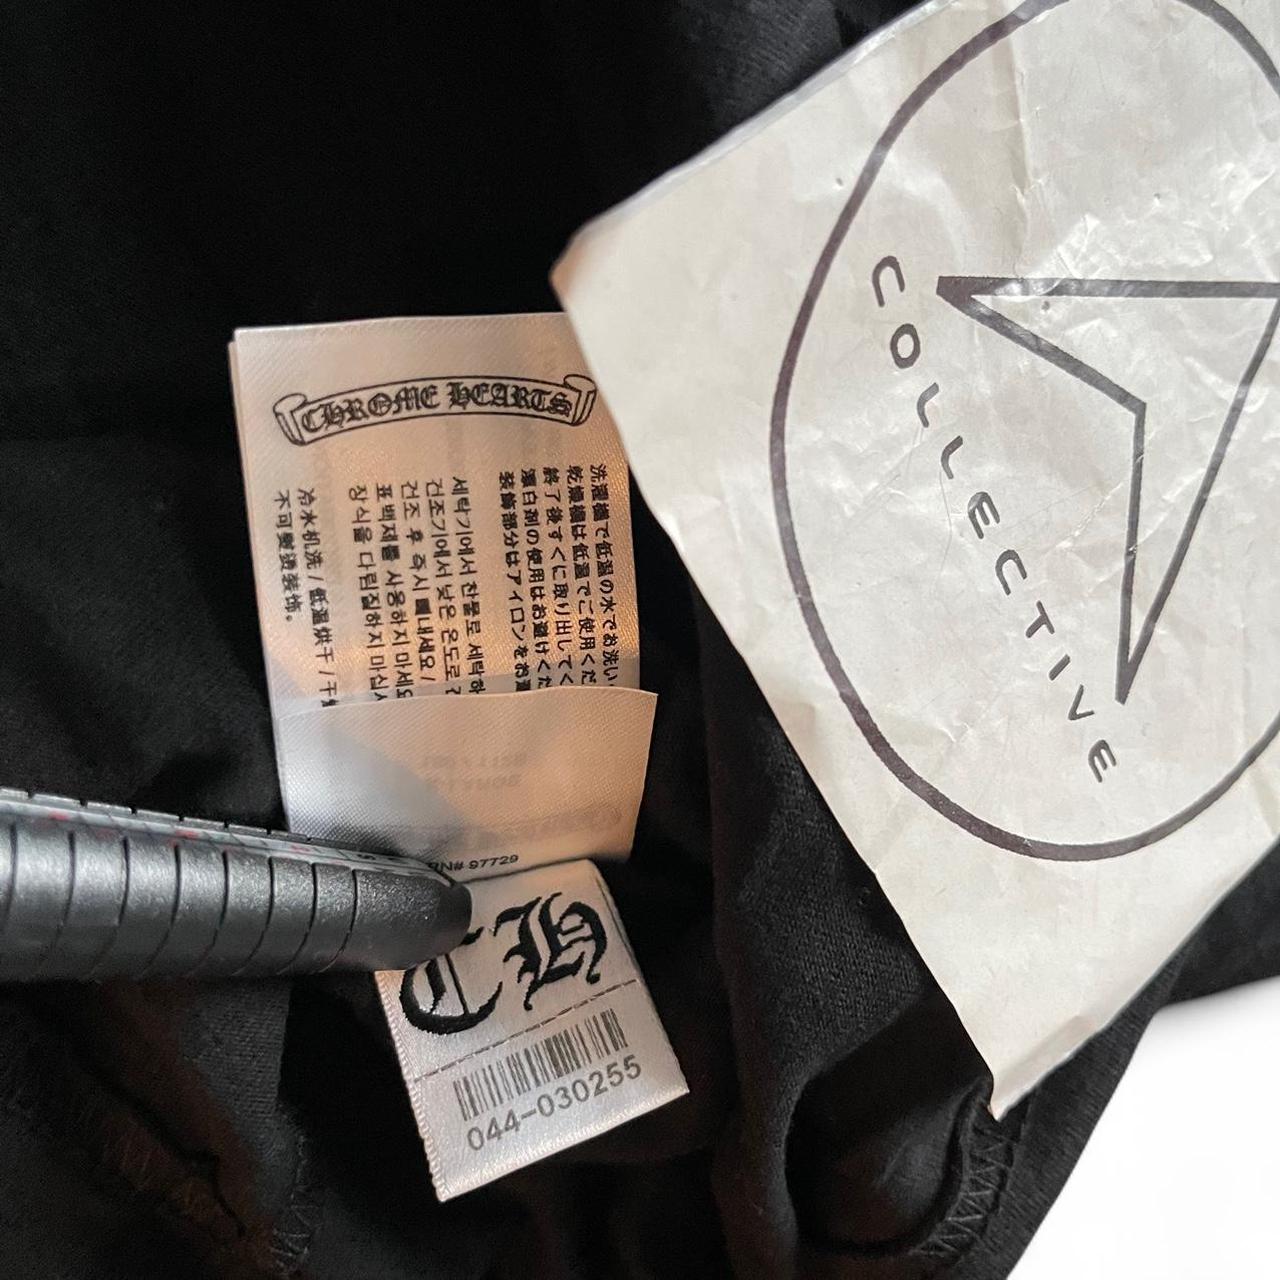 CHROME HEARTS
洗濯機で低温の水でお洗い
乾燥機は低温でご使用くだ
終了後すぐに取り出してく
漂白剤の使用はお避けくだ
装飾部分はアイロンをお避
세탁기에서 찬물로 세탁하
건조기에서 낮은 온도로
건조 후 즉시 빼내세요/
표백제를 사용하지 마세요
장식을 다림질하지 마십시
冷水机洗/低温烘干/干
不可熨烫装饰。
RN# 97729
CH
044-030255
COLLECTIVE